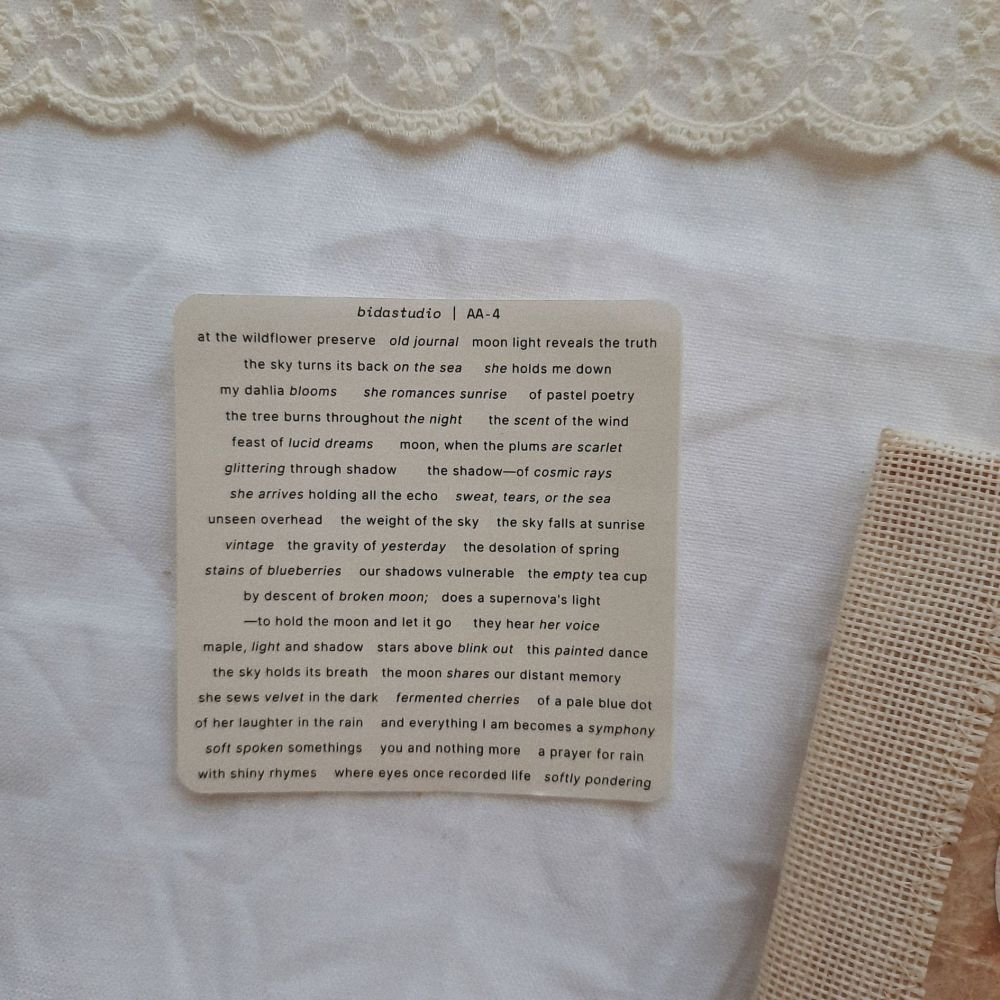 bidastudio | AA-4
at the wildflower preserve old journal moon light reveals the truth
the sky turns its back on the sea she holds me down
my dahlia blooms she romances sunrise of pastel poetry
the tree burns throughout the night the scent of the wind
feast of lucid dreams moon, when the plums are scarlet
glittering through shadow the shadow—of cosmic rays
she arrives holding all the echo sweat, tears, or the sea
unseen overhead the weight of the sky the sky falls at sunrise
vintage the gravity of yesterday the desolation of spring
stains of blueberries our shadows vulnerable the empty tea cup
by descent of broken moon; does a supernova's light
—to hold the moon and let it go they hear her voice
maple, light and shadow stars above blink out this painted dance
the sky holds its breath the moon shares our distant memory
she sews velvet in the dark fermented cherries of a pale blue dot
of her laughter in the rain and everything I am becomes a symphony
soft spoken somethings you and nothing more a prayer for rain
with shiny rhymes where eyes once recorded life softly pondering